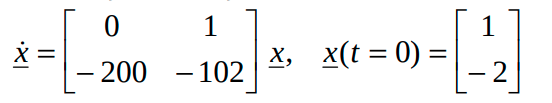 ẋ = [ 0 1 ; −200 −102 ] x, x(t = 0) = [ 1 ; −2 ]